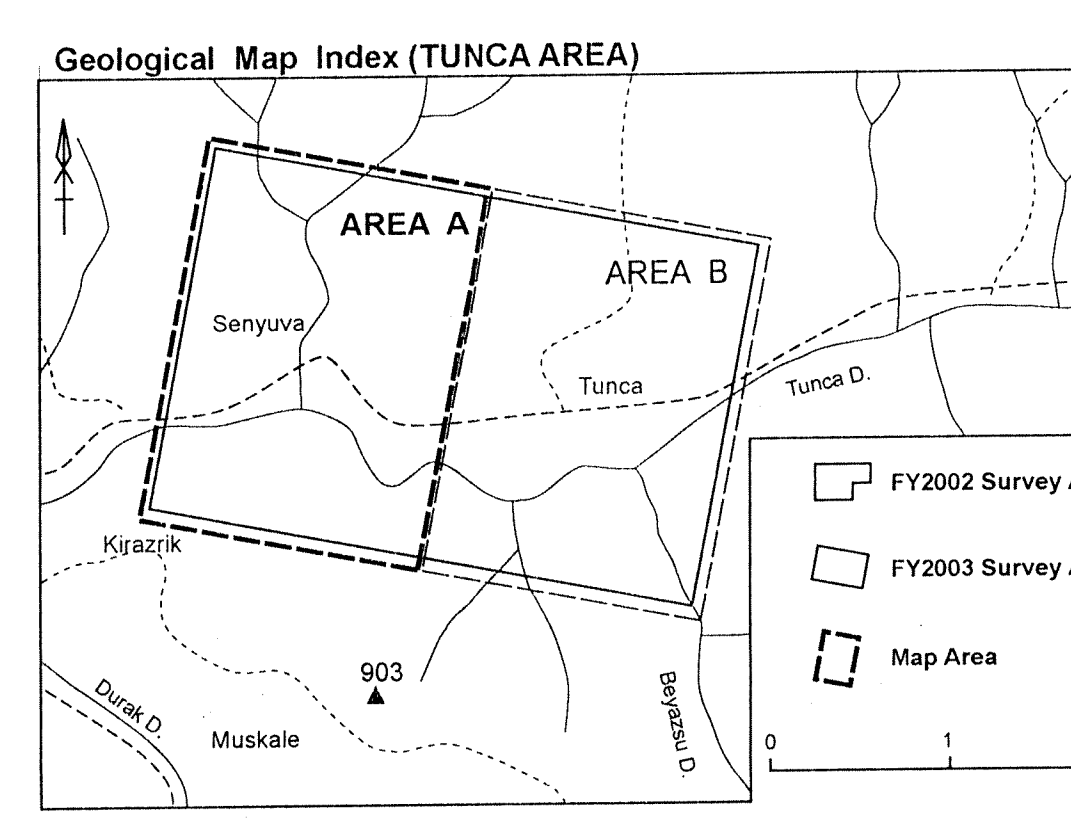 Geological Map Index (TUNCA AREA)
AREA A
AREA B
Senyuva
Tunca
Tunca D.
Kirazrik
FY2002 Survey
FY2003 Survey
Map Area
903
Durak D.
Muskale
Beyazsu D.
0 1